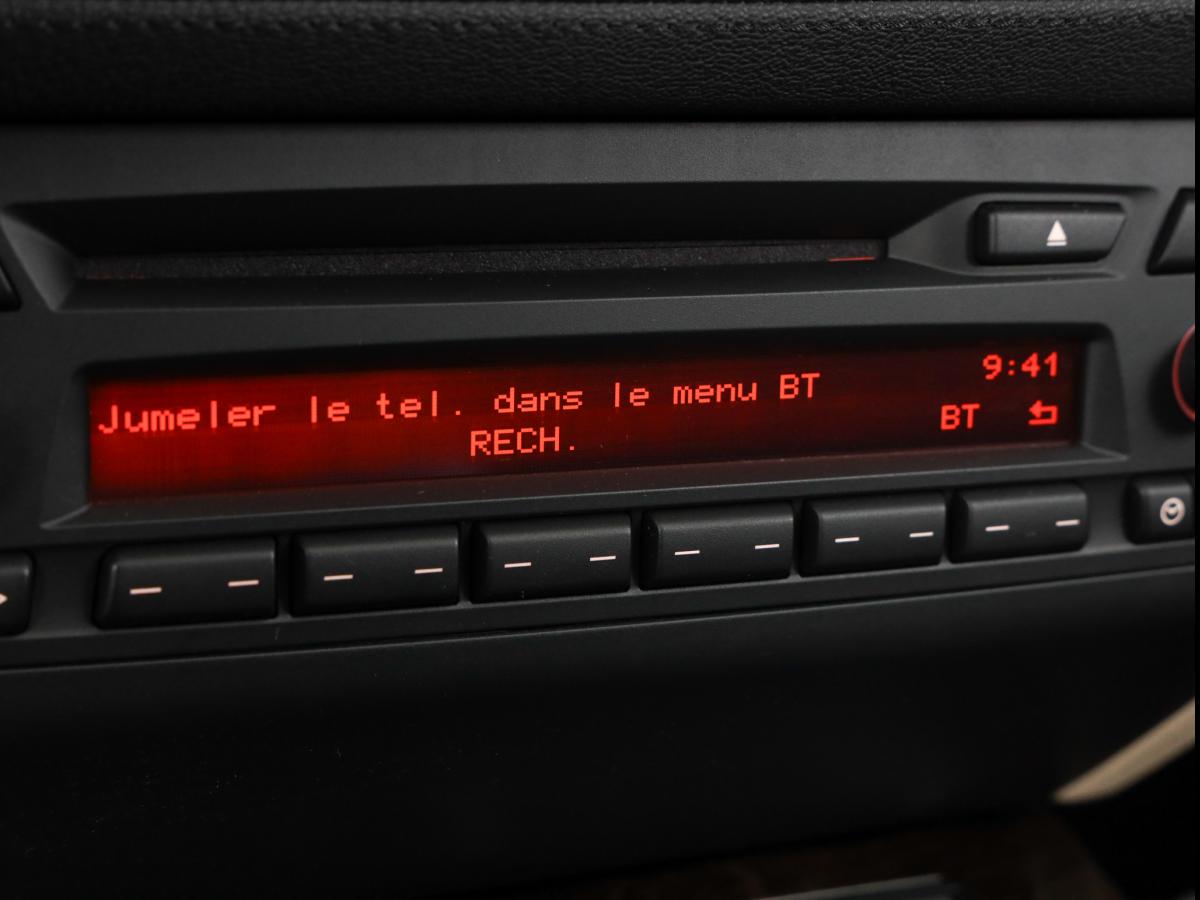 Jumeler le tel. dans le menu BT
9:41
RECH.
BT